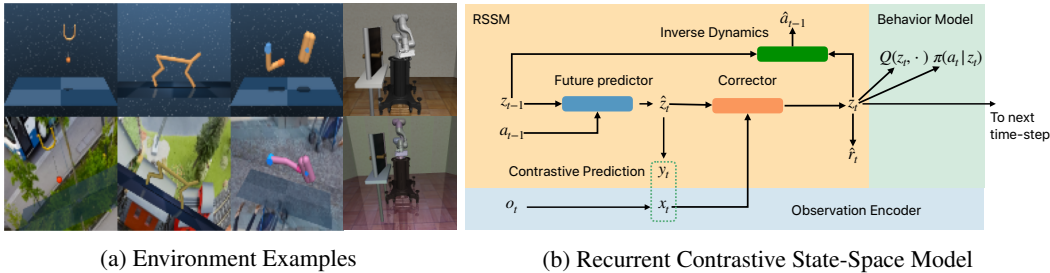 RSSM
Behavior Model
Inverse Dynamics
â_{t−1}
Q(z_t, ·) π(a_t|z_t)
Future predictor
Corrector
z_{t−1}
ẑ_t
z_t
a_{t−1}
To next
time-step
r̂_t
Contrastive Prediction
y_t
o_t
x_t
Observation Encoder
(a) Environment Examples
(b) Recurrent Contrastive State-Space Model